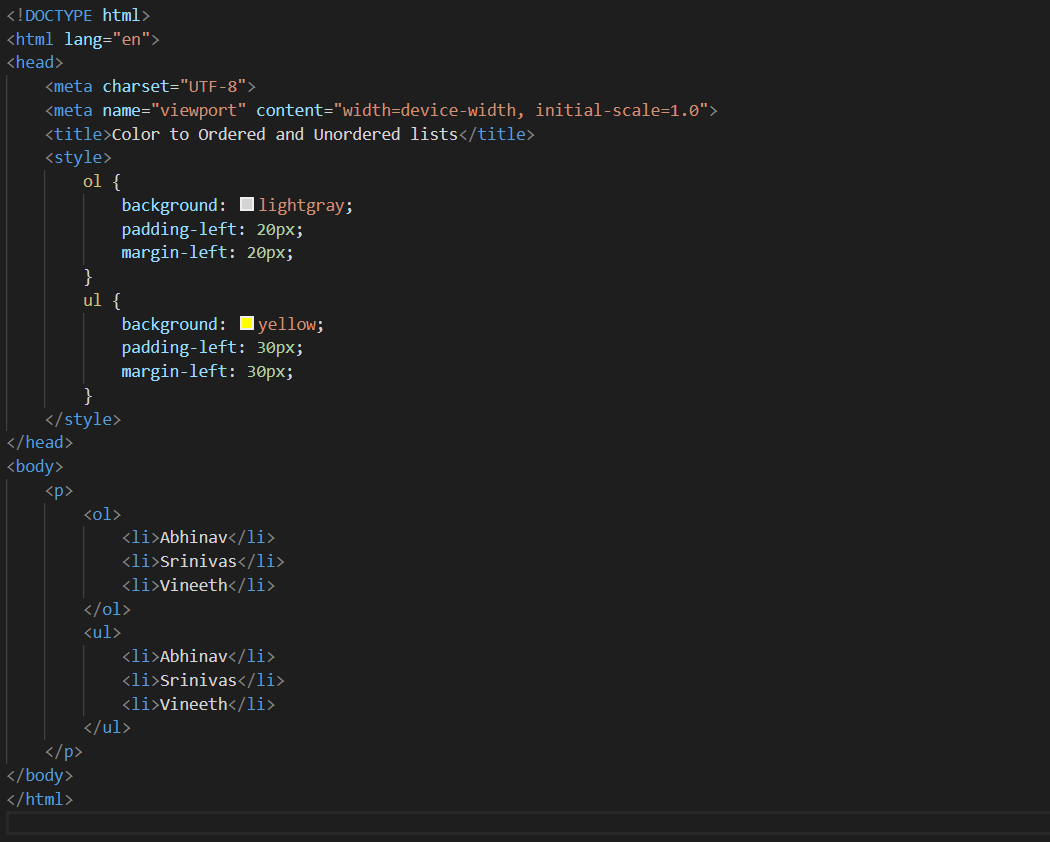 <!DOCTYPE html>
<html lang="en">
<head>
    <meta charset="UTF-8">
    <meta name="viewport" content="width=device-width, initial-scale=1.0">
    <title>Color to Ordered and Unordered lists</title>
    <style>
        ol {
            background: lightgray;
            padding-left: 20px;
            margin-left: 20px;
        }
        ul {
            background: yellow;
            padding-left: 30px;
            margin-left: 30px;
        }
    </style>
</head>
<body>
    <p>
        <ol>
            <li>Abhinav</li>
            <li>Srinivas</li>
            <li>Vineeth</li>
        </ol>
        <ul>
            <li>Abhinav</li>
            <li>Srinivas</li>
            <li>Vineeth</li>
        </ul>
    </p>
</body>
</html>